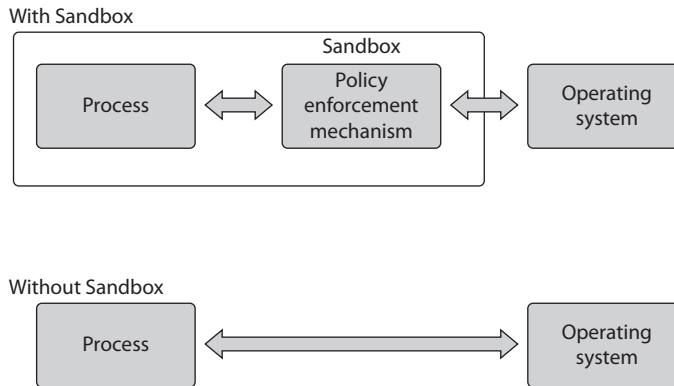 With Sandbox
Sandbox
Process
Policy
enforcement
mechanism
Operating
system
Without Sandbox
Process
Operating
system